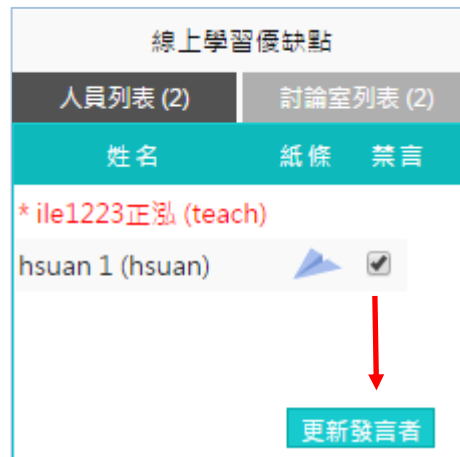 線上學習優缺點
人員列表 (2) 討論室列表 (2)
姓名 紙條 禁言
* ile1223正泓 (teach)
hsuan 1 (hsuan)
更新發言者